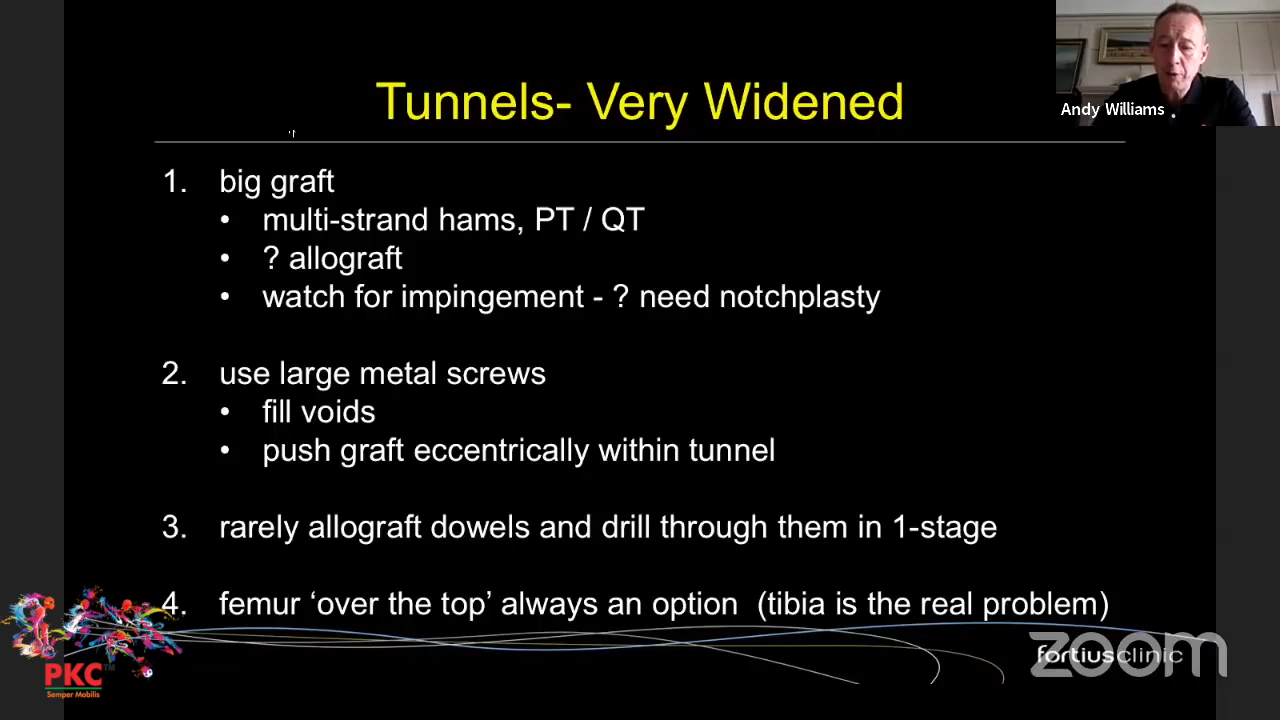 Tunnels- Very Widened
Andy Williams
1. big graft
• multi-strand hams, PT / QT
• ? allograft
• watch for impingement - ? need notchplasty
2. use large metal screws
• fill voids
• push graft eccentrically within tunnel
3. rarely allograft dowels and drill through them in 1-stage
4. femur ‘over the top’ always an option (tibia is the real problem)
PKC™
Semper Mobilis
fortiusclinic
zoom